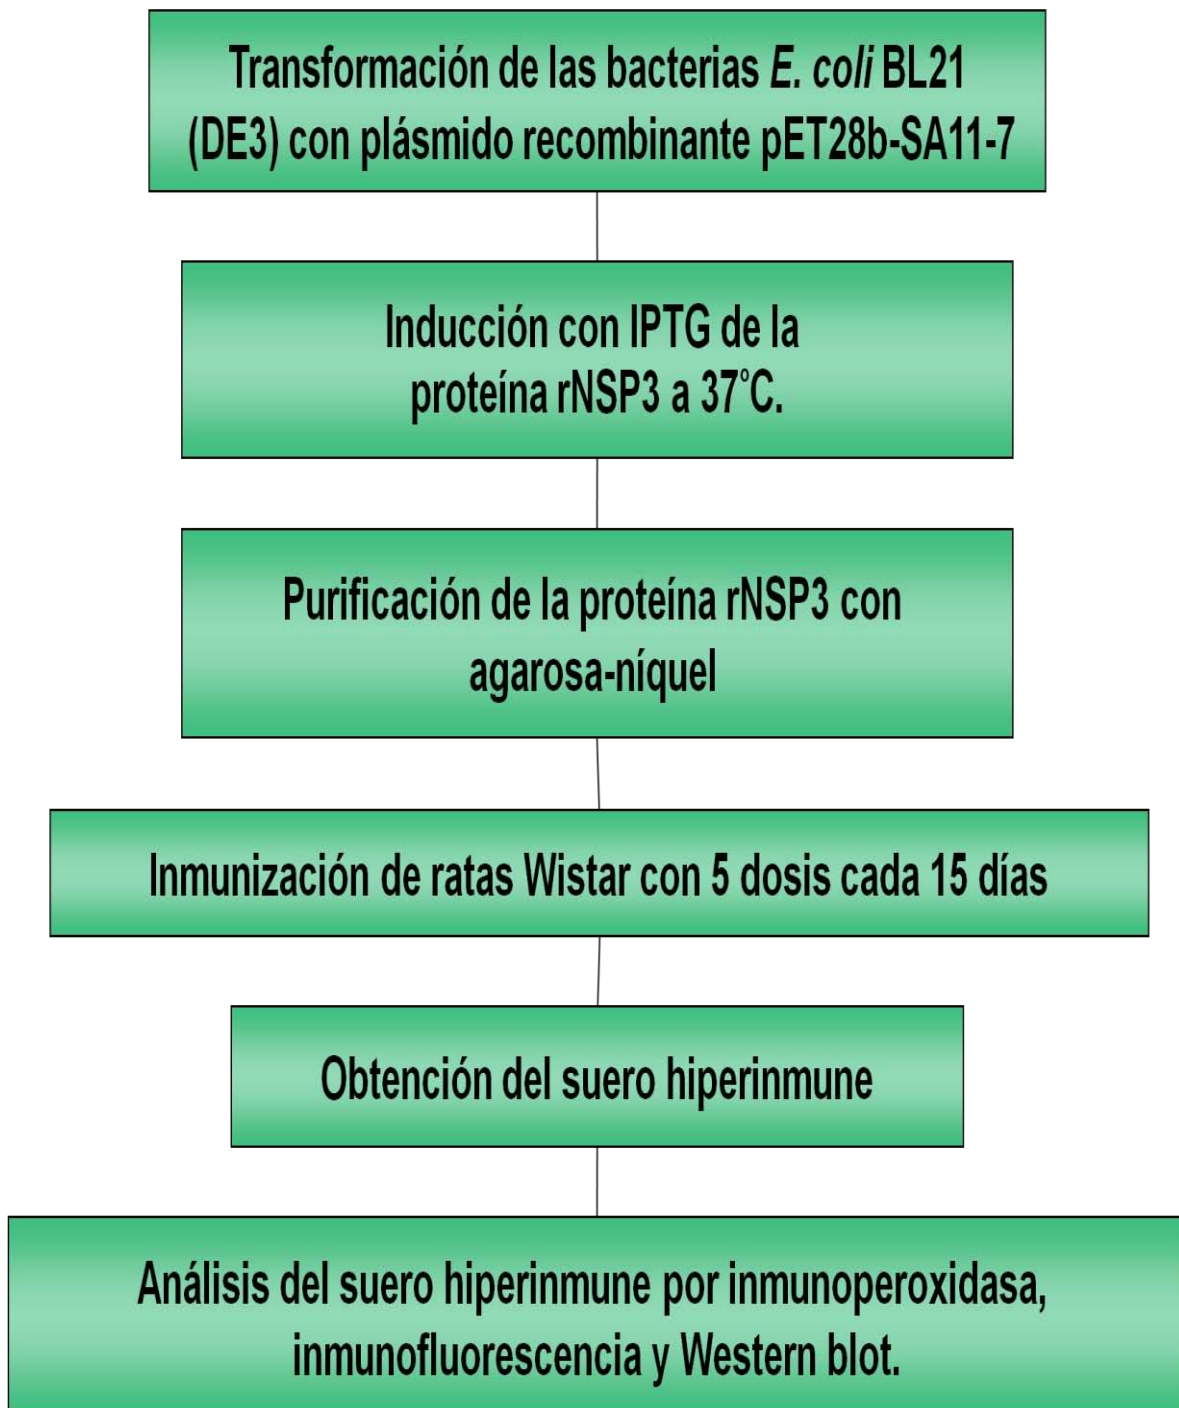 Transformación de las bacterias E. coli BL21
(DE3) con plásmido recombinante pET28b-SA11-7
Inducción con IPTG de la
proteína rNSP3 a 37°C.
Purificación de la proteína rNSP3 con
agarosa-níquel
Inmunización de ratas Wistar con 5 dosis cada 15 días
Obtención del suero hiperinmune
Análisis del suero hiperinmune por inmunoperoxidasa,
inmunofluorescencia y Western blot.